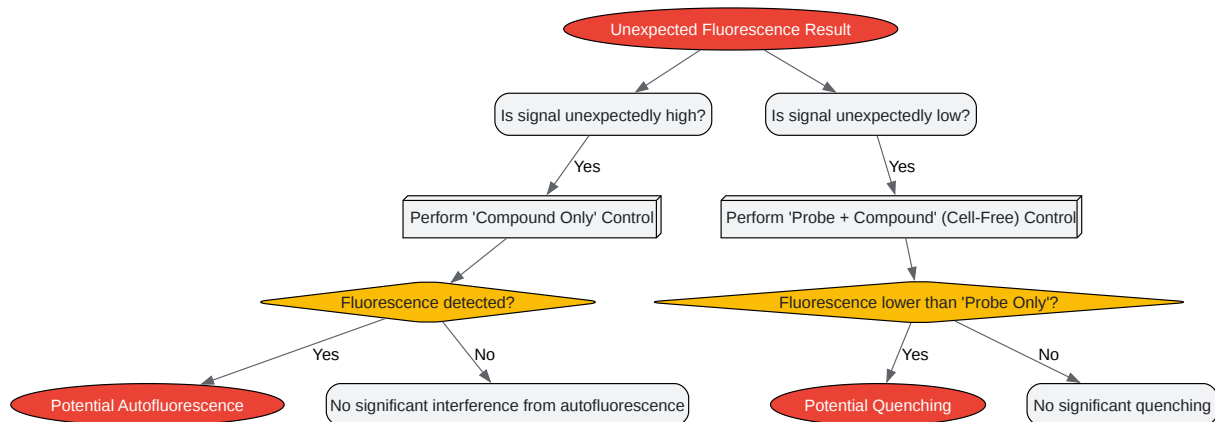 Unexpected Fluorescence Result
Is signal unexpectedly high?
Is signal unexpectedly low?
Yes
Yes
Perform 'Compound Only' Control
Perform 'Probe + Compound' (Cell-Free) Control
Fluorescence detected?
Fluorescence lower than 'Probe Only'?
Yes
No
Yes
No
Potential Autofluorescence
No significant interference from autofluorescence
Potential Quenching
No significant quenching